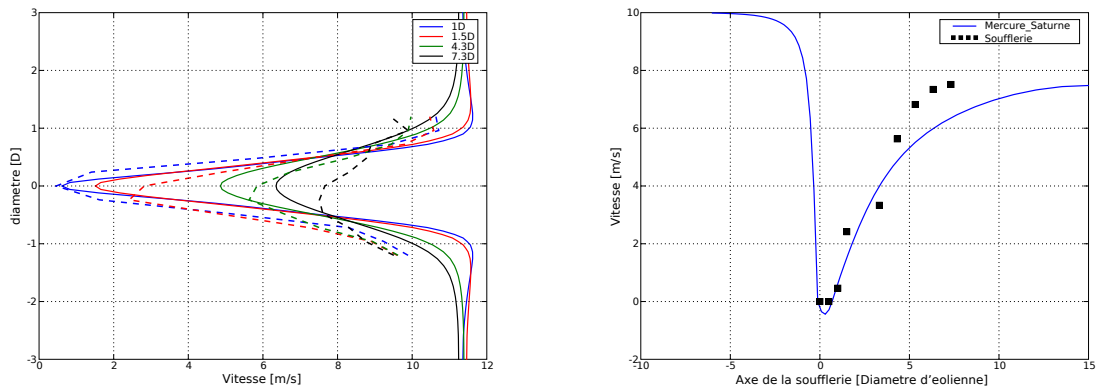 1D
1.5D
4.3D
7.3D
diametre [D]
3
2
1
0
-1
-2
-3
0 2 4 6 8 10 12
Vitesse [m/s]
Mercure_Saturne
Soufflerie
Vitesse [m/s]
10
8
6
4
2
0
-2
-10 -5 0 5 10 15
Axe de la soufflerie [Diametre d'eolienne]